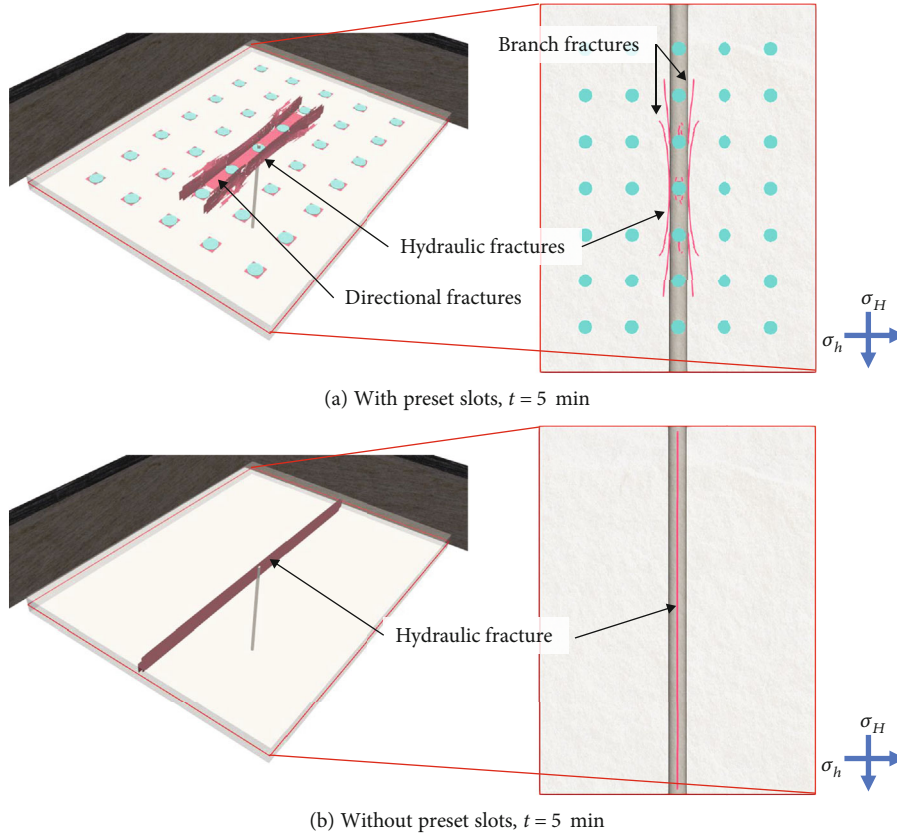 Branch fractures
Hydraulic fractures
Directional fractures
σH
σh
(a) With preset slots, t = 5 min
Hydraulic fracture
σH
σh
(b) Without preset slots, t = 5 min